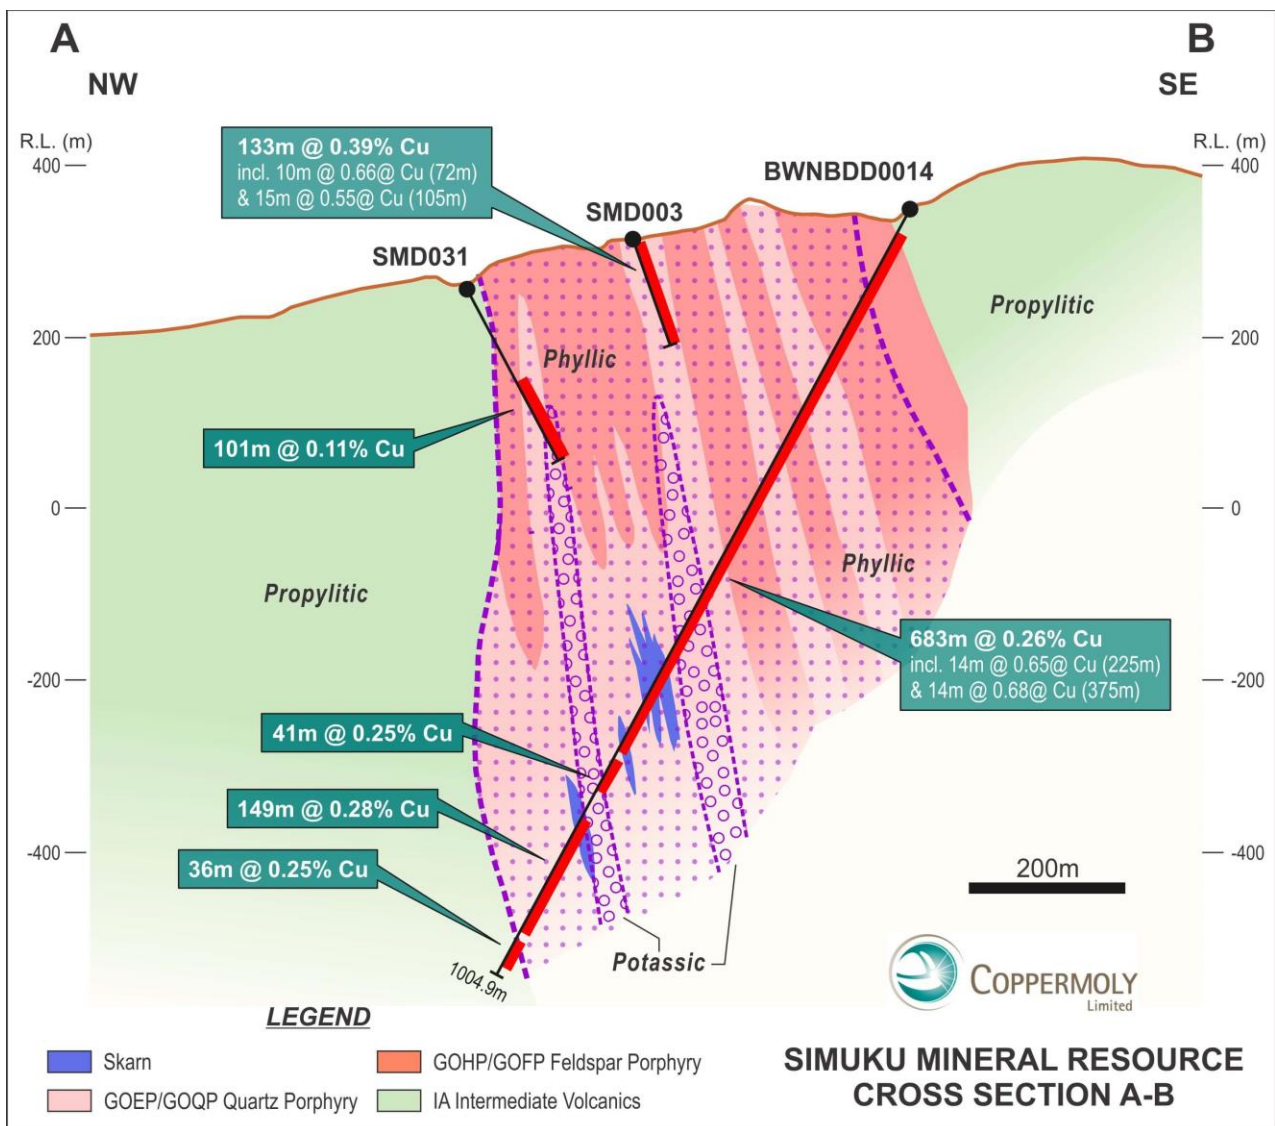 A
B
NW
SE
R.L. (m)
R.L. (m)
133m @ 0.39% Cu
incl. 10m @ 0.66@ Cu (72m)
& 15m @ 0.55@ Cu (105m)
400
400
BWNBDD0014
SMD003
SMD031
Propylitic
200
200
Phyllic
101m @ 0.11% Cu
0
0
Phyllic
Propylitic
683m @ 0.26% Cu
incl. 14m @ 0.65@ Cu (225m)
& 14m @ 0.68@ Cu (375m)
-200
-200
41m @ 0.25% Cu
149m @ 0.28% Cu
-400
-400
36m @ 0.25% Cu
200m
Potassic
1004.9m
COPPERMOLY
Limited
LEGEND
Skarn
GOHP/GOFP Feldspar Porphyry
GOEP/GOQP Quartz Porphyry
IA Intermediate Volcanics
SIMUKU MINERAL RESOURCE
CROSS SECTION A-B